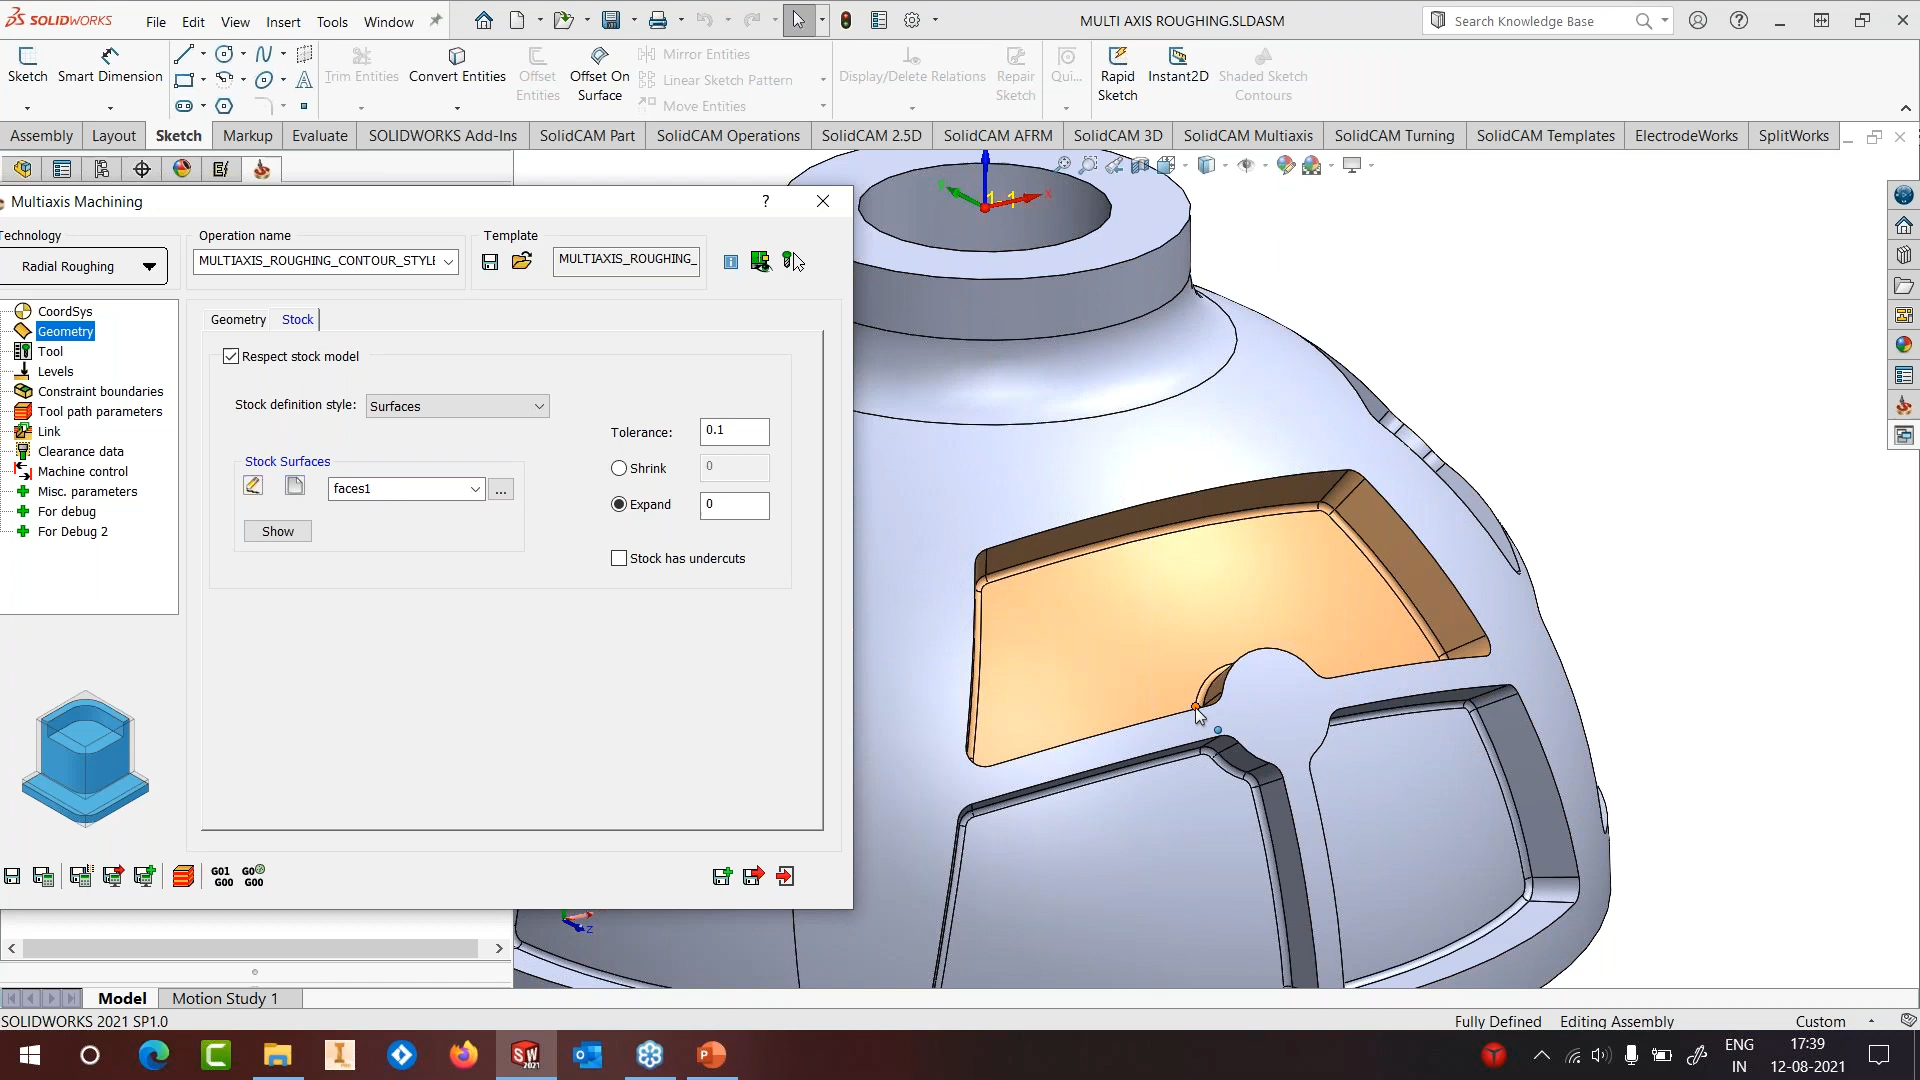 SOLIDWORKS File Edit View Insert Tools Window MULTI AXIS ROUGHING.SLDASM Search Knowledge Base
Sketch Smart Dimension Trim Entities Convert Entities Offset Entities Offset On Surface Mirror Entities Linear Sketch Pattern Move Entities Display/Delete Relations Repair Sketch Qui... Rapid Sketch Instant2D Shaded Sketch Contours
Assembly Layout Sketch Markup Evaluate SOLIDWORKS Add-Ins SolidCAM Part SolidCAM Operations SolidCAM 2.5D SolidCAM AFRM SolidCAM 3D SolidCAM Multiaxis SolidCAM Turning SolidCAM Templates ElectrodeWorks SplitWorks
Multiaxis Machining ?
Technology Operation name Template
Radial Roughing MULTIAXIS_ROUGHING_CONTOUR_STYLE MULTIAXIS_ROUGHING_
CoordSys
Geometry
Tool
Levels
Constraint boundaries
Tool path parameters
Link
Clearance data
Machine control
Misc. parameters
For debug
For Debug 2
Geometry Stock
Respect stock model
Stock definition style: Surfaces
Tolerance: 0.1
Stock Surfaces
Shrink 0
faces1 ...
Expand 0
Show
Stock has undercuts
G01 G00
G00
X
Z
Model Motion Study 1
SOLIDWORKS 2021 SP1.0 Fully Defined Editing Assembly Custom
SW 2021
ENG
IN
17:39
12-08-2021